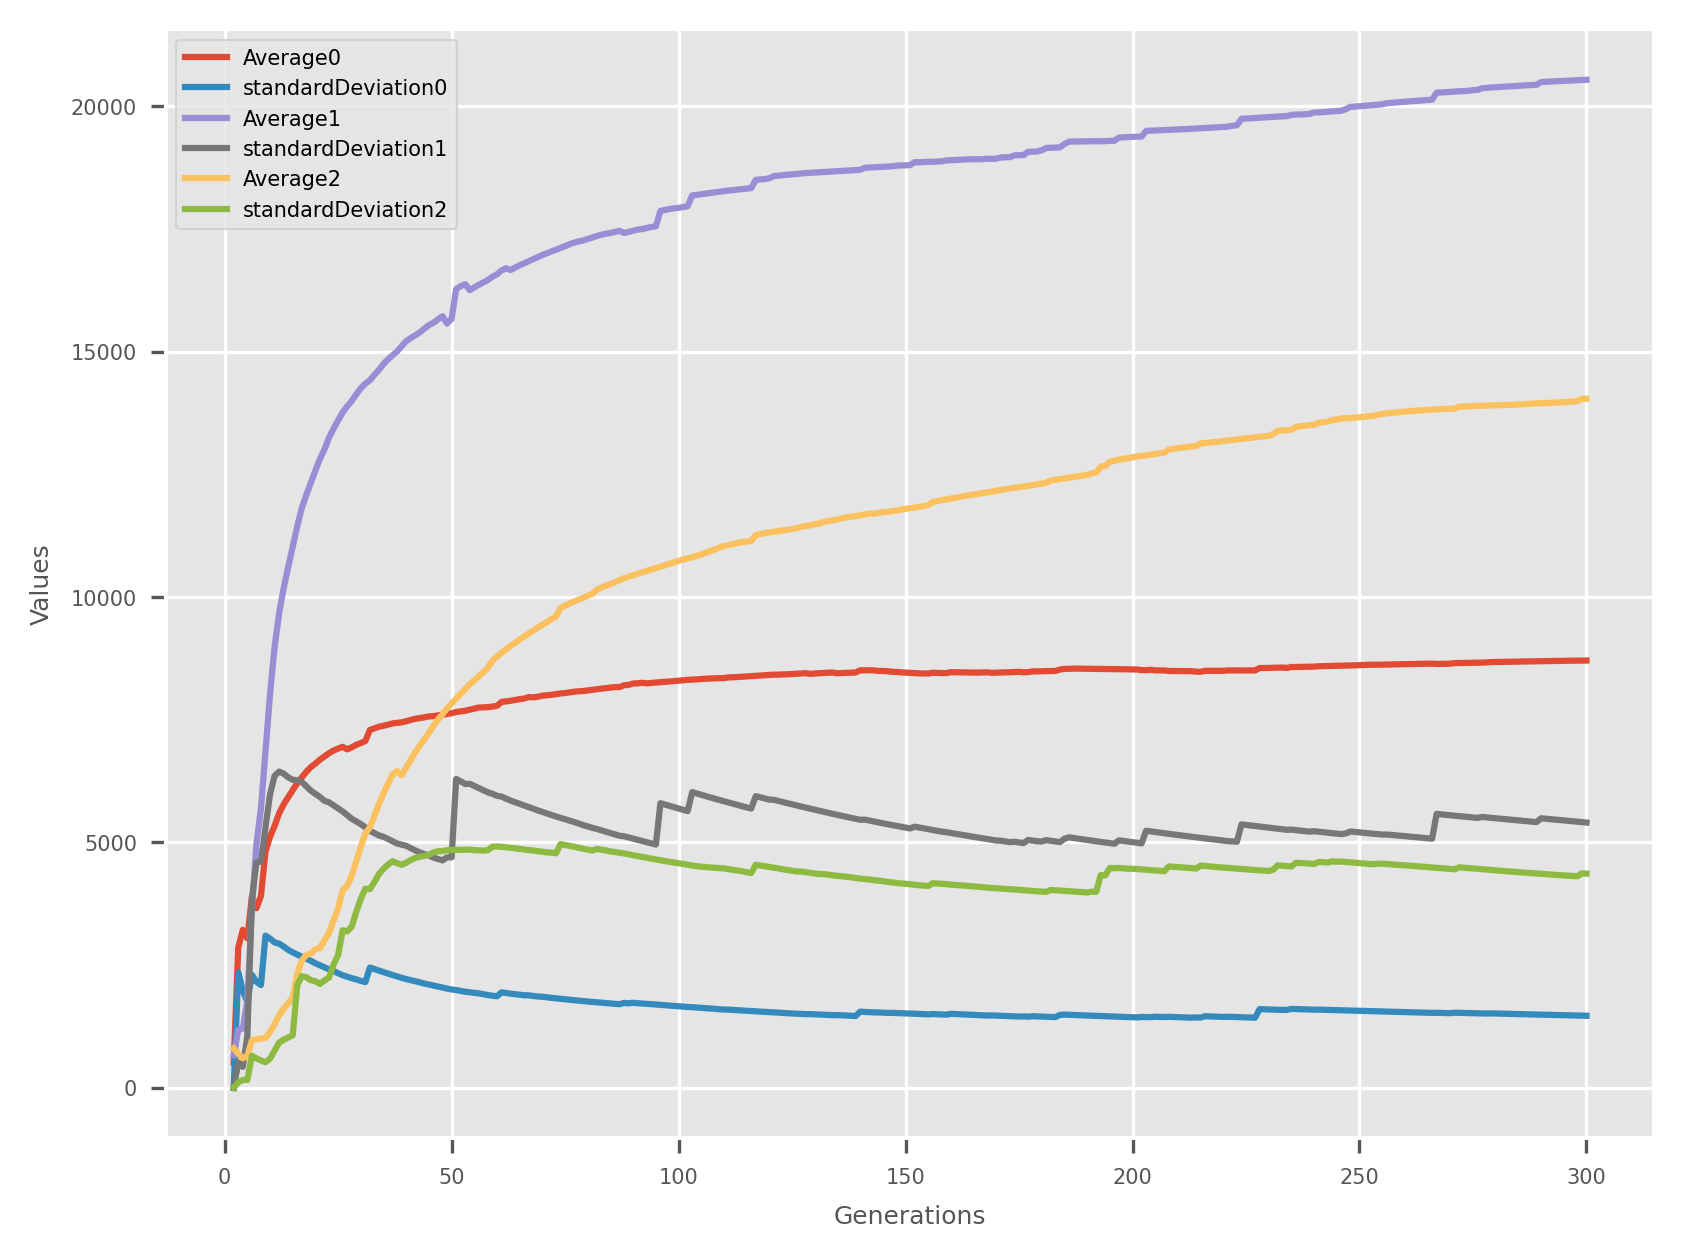 Average0
standardDeviation0
Average1
standardDeviation1
Average2
standardDeviation2
20000
15000
10000
5000
0
Values
0 50 100 150 200 250 300
Generations